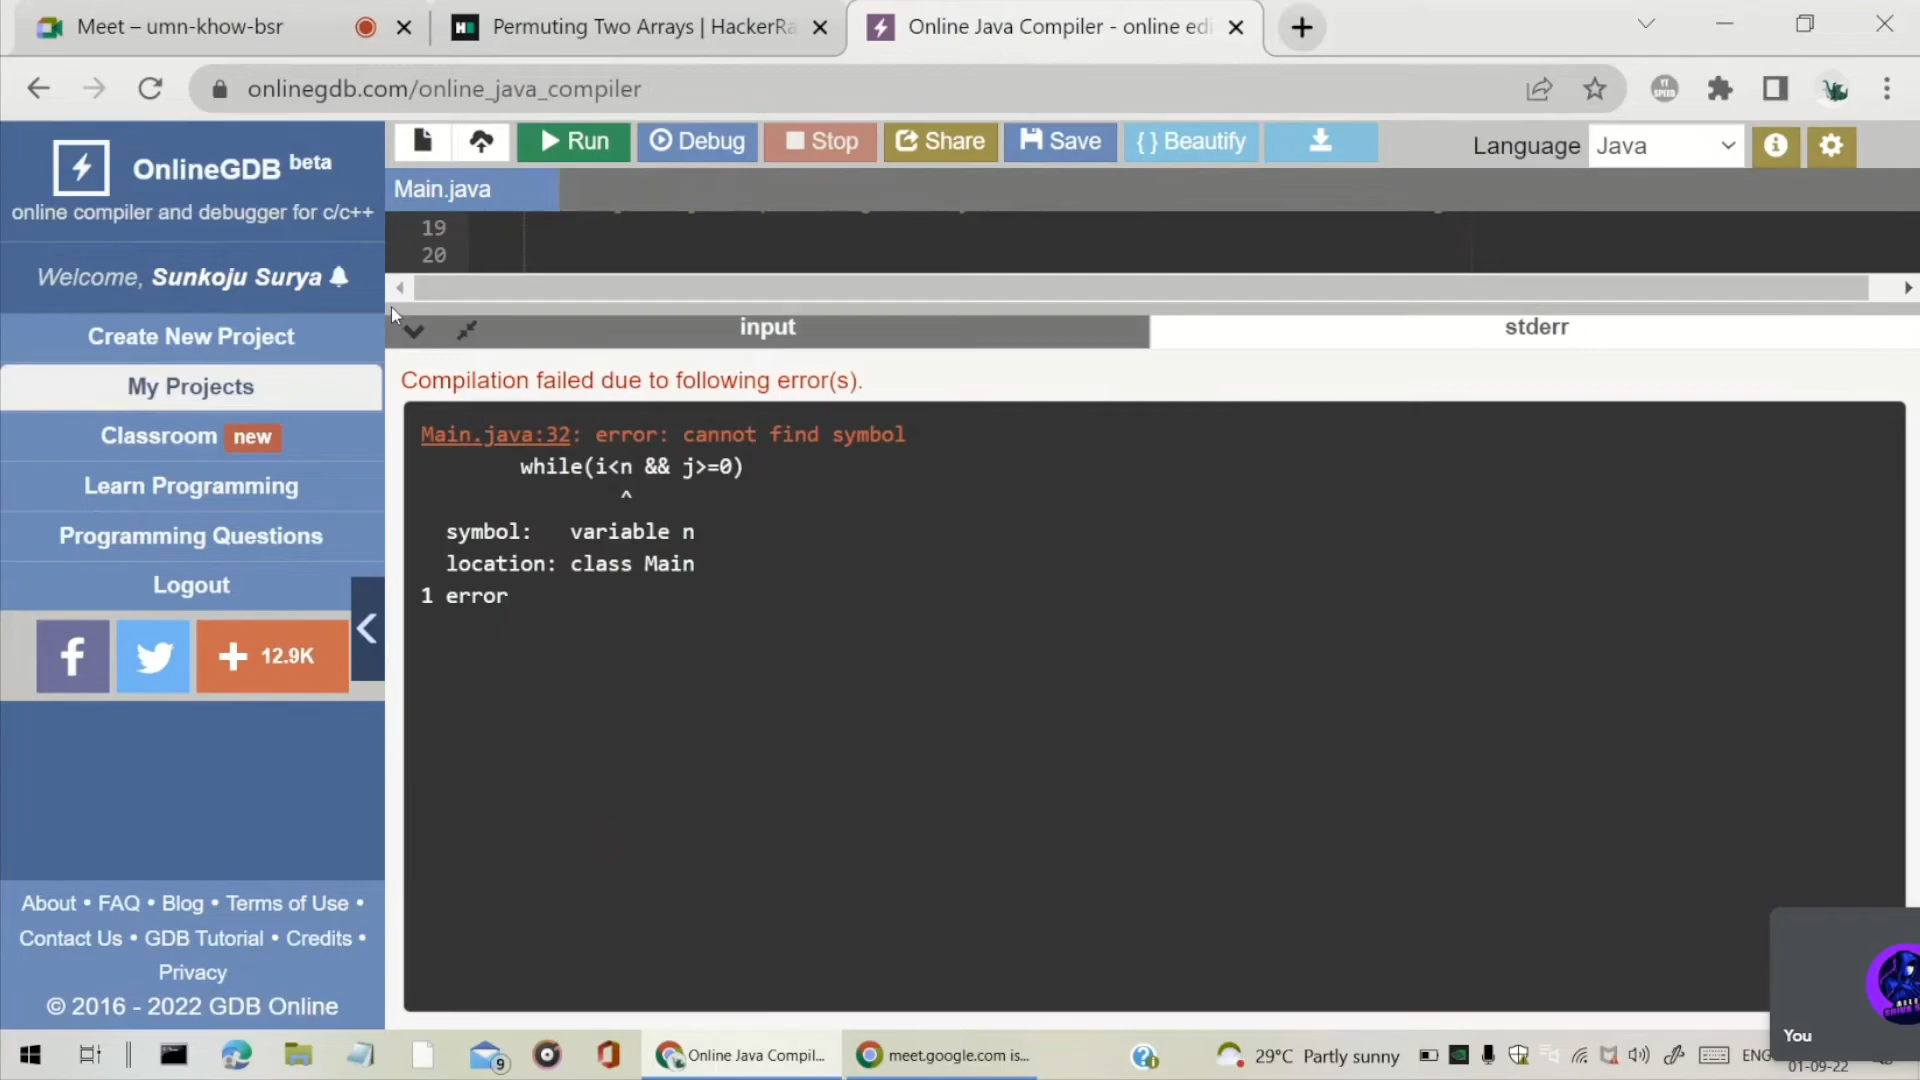 Meet – umn-khow-bsr
Permuting Two Arrays | HackerRa
Online Java Compiler - online edi
onlinegdb.com/online_java_compiler
YT SPEED
OnlineGDB beta
online compiler and debugger for c/c++
Welcome, Sunkoju Surya
Create New Project
My Projects
Classroom new
Learn Programming
Programming Questions
Logout
f
+ 12.9K
About • FAQ • Blog • Terms of Use •
Contact Us • GDB Tutorial • Credits •
Privacy
© 2016 - 2022 GDB Online
Run
Debug
Stop
Share
Save
{ } Beautify
Language Java
Main.java
19
20
input
stderr
Compilation failed due to following error(s).
Main.java:32: error: cannot find symbol
while(i<n && j>=0)
^
symbol: variable n
location: class Main
1 error
You
9
Online Java Compil...
meet.google.com is...
29°C Partly sunny
ENG
01-09-22